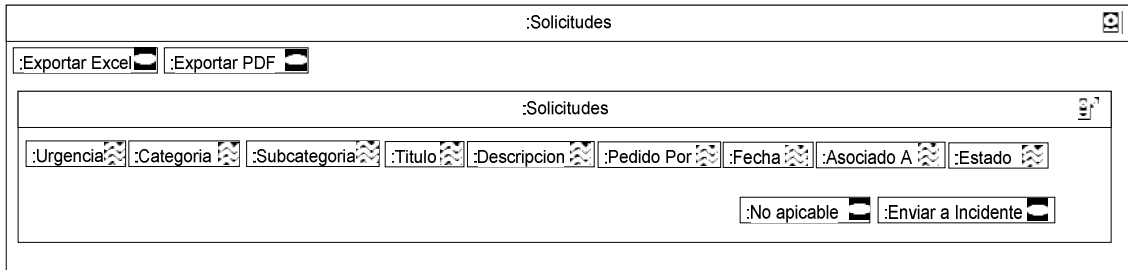 :Solicitudes
:Exportar Excel :Exportar PDF
:Solicitudes
:Urgencia :Categoria :Subcategoria :Titulo :Descripcion :Pedido Por :Fecha :Asociado A :Estado
:No apicable :Enviar a Incidente